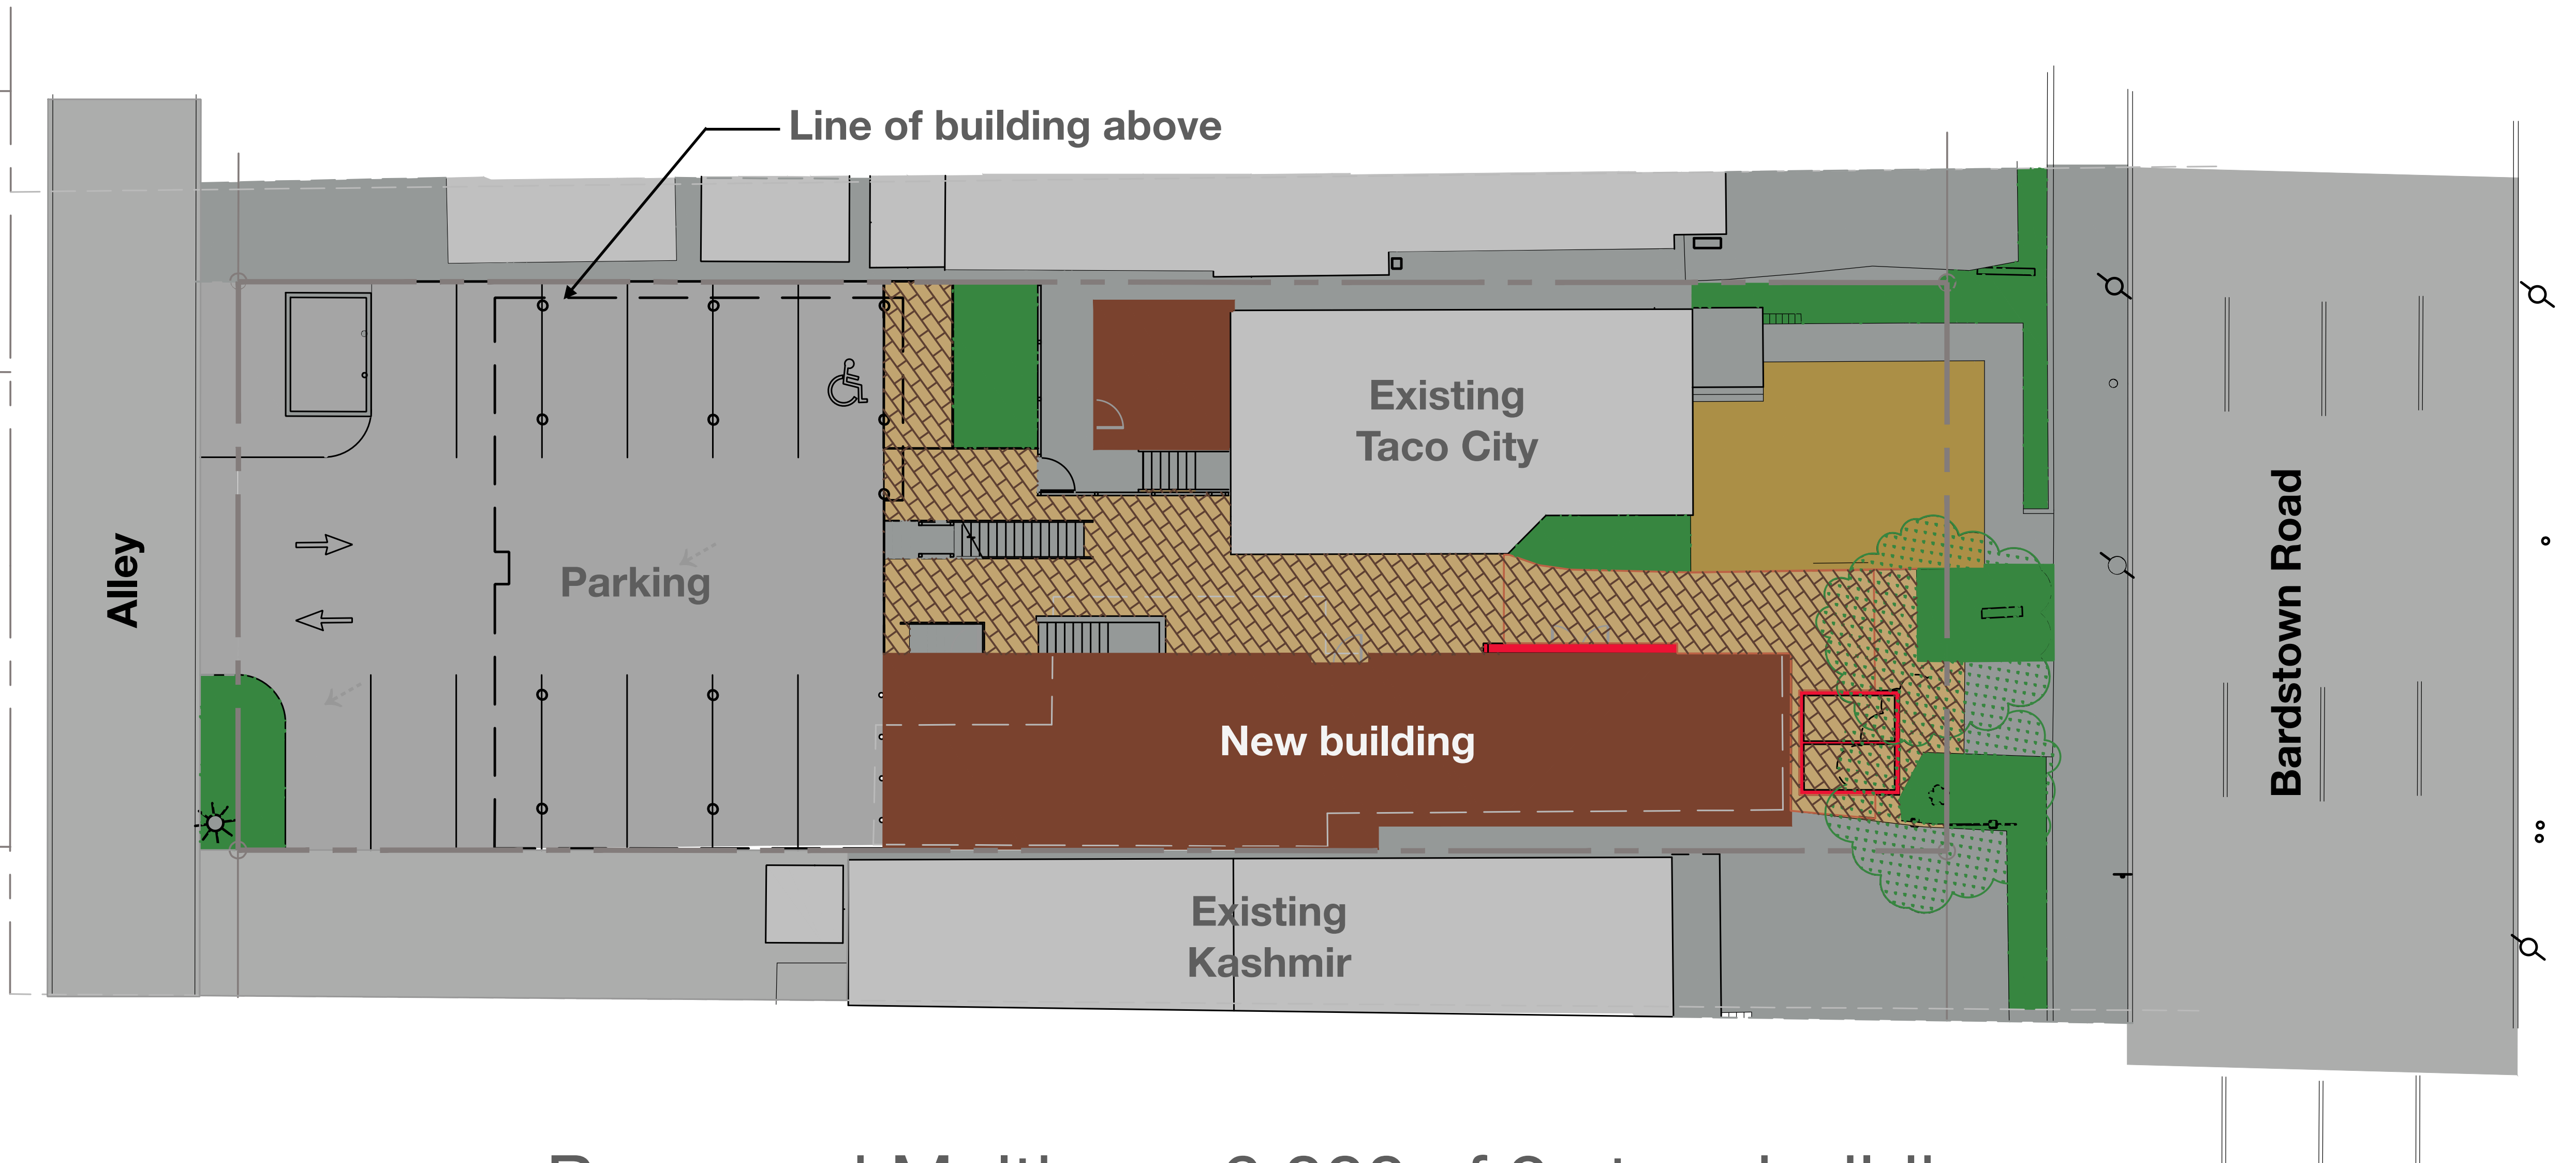 Line of building above
Existing
Taco City
Alley
Parking
Bardstown Road
New building
Existing
Kashmir